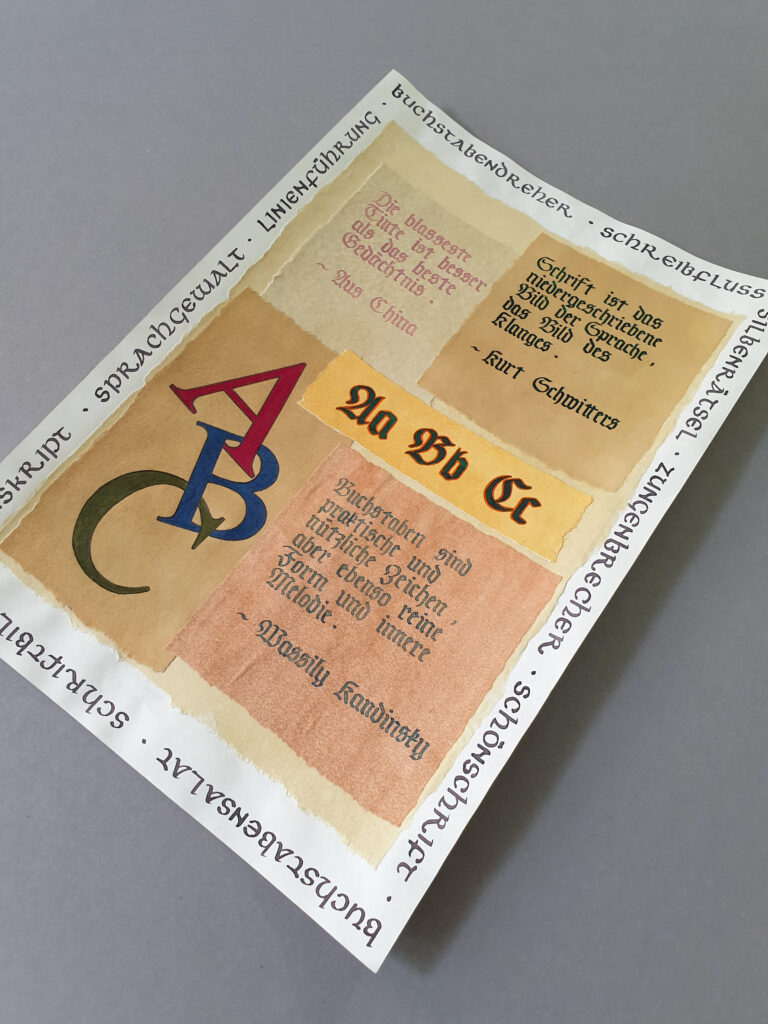 BUCHSTABENDREHER · SCHREIBFLUSS
SILBENRÄTSEL · ZUNGENBRECHER · SCHÖNSCHRIFT ·
BUCHSTABENSALAT · SCHRIFTBIL
SKRIPT · SPRACHGEWALT · LINIENFÜHRUNG ·
Die blasseste
Tinte ist besser
als das beste
Gedächtnis.
~ Aus China
Schrift ist das
niedergeschriebene
Bild der Sprache,
das Bild des
Klanges.
~ Kurt Schwitters
A
B
C
Aa Bb Cc
Buchstaben sind
praktische und
nützliche Zeichen,
aber ebenso reine
Form und innere
Melodie.
~ Wassily Kandinsky